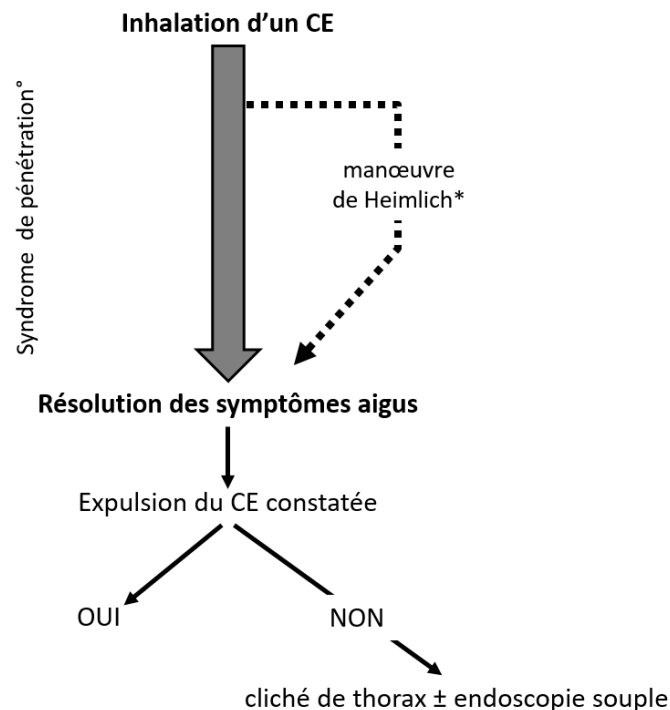 Inhalation d’un CE
Syndrome de pénétration°
manœuvre
de Heimlich*
Résolution des symptômes aigus
Expulsion du CE constatée
OUI
NON
cliché de thorax ± endoscopie souple